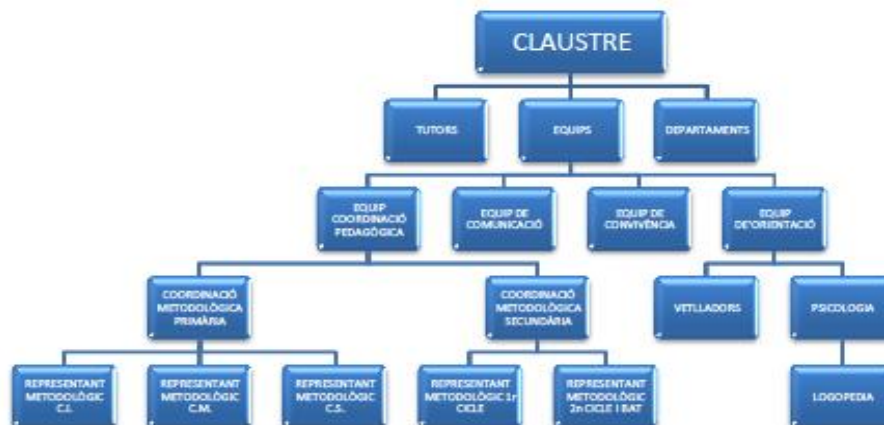 CLAUSTRE
TUTORS
EQUIPS
DEPARTAMENTS
EQUIP
COORDINACIÓ
PEDAGÒGICA
EQUIP DE
COMUNICACIÓ
EQUIP DE
CONVIVÈNCIA
EQUIP
DE'ORIENTACIÓ
COORDINACIÓ
METODOLÒGICA
PRIMÀRIA
COORDINACIÓ
METODOLÒGICA
SECUNDÀRIA
VETLLADORS
PSICOLOGIA
REPRESENTANT
METODOLÒGIC
C.I.
REPRESENTANT
METODOLÒGIC
C.M.
REPRESENTANT
METODOLÒGIC
C.S.
REPRESENTANT
METODOLÒGIC 1r
CICLE
REPRESENTANT
METODOLÒGIC
2n CICLE I BAT
LOGOPEDIA